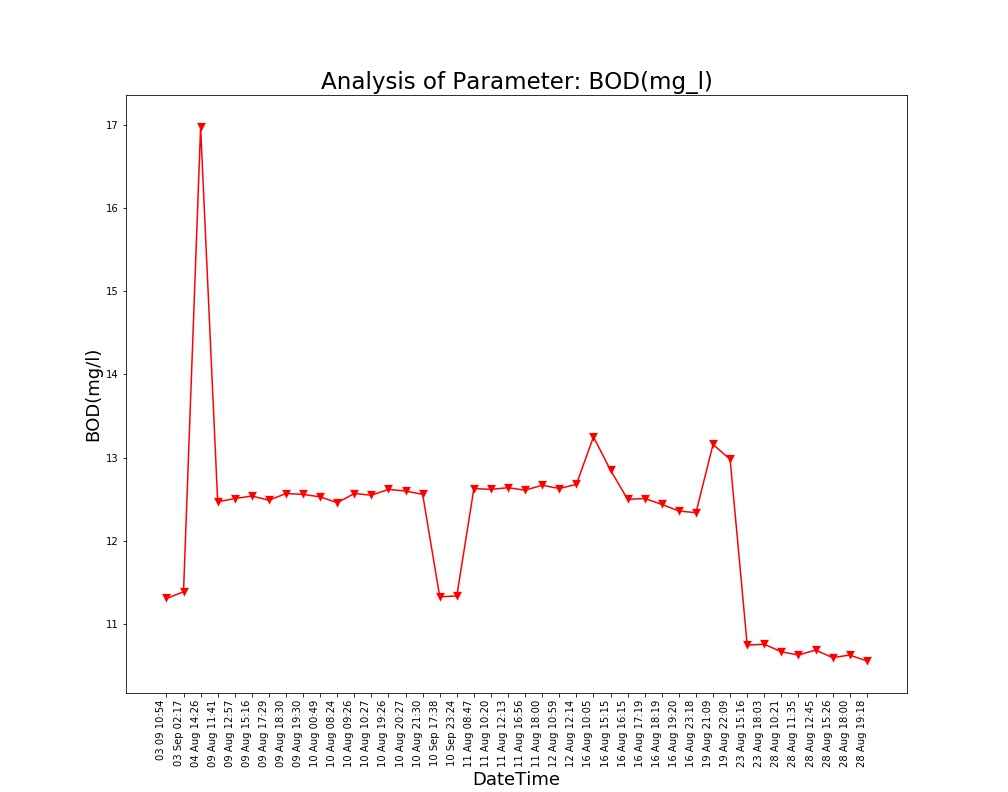 Analysis of Parameter: BOD(mg_l)
17
16
15
14
13
12
11
BOD(mg/l)
03 09 10:54
03 Sep 02:17
04 Aug 14:26
09 Aug 11:41
09 Aug 12:57
09 Aug 15:16
09 Aug 17:29
09 Aug 18:30
09 Aug 19:30
10 Aug 00:49
10 Aug 08:24
10 Aug 09:26
10 Aug 10:27
10 Aug 19:26
10 Aug 20:27
10 Aug 21:30
10 Sep 17:38
10 Sep 23:24
11 Aug 08:47
11 Aug 10:20
11 Aug 12:13
11 Aug 16:56
11 Aug 18:00
12 Aug 10:59
12 Aug 12:14
16 Aug 10:05
16 Aug 15:15
16 Aug 16:15
16 Aug 17:19
16 Aug 18:19
16 Aug 19:20
16 Aug 23:18
19 Aug 21:09
19 Aug 22:09
23 Aug 15:16
23 Aug 18:03
28 Aug 10:21
28 Aug 11:35
28 Aug 12:45
28 Aug 15:26
28 Aug 18:00
28 Aug 19:18
DateTime